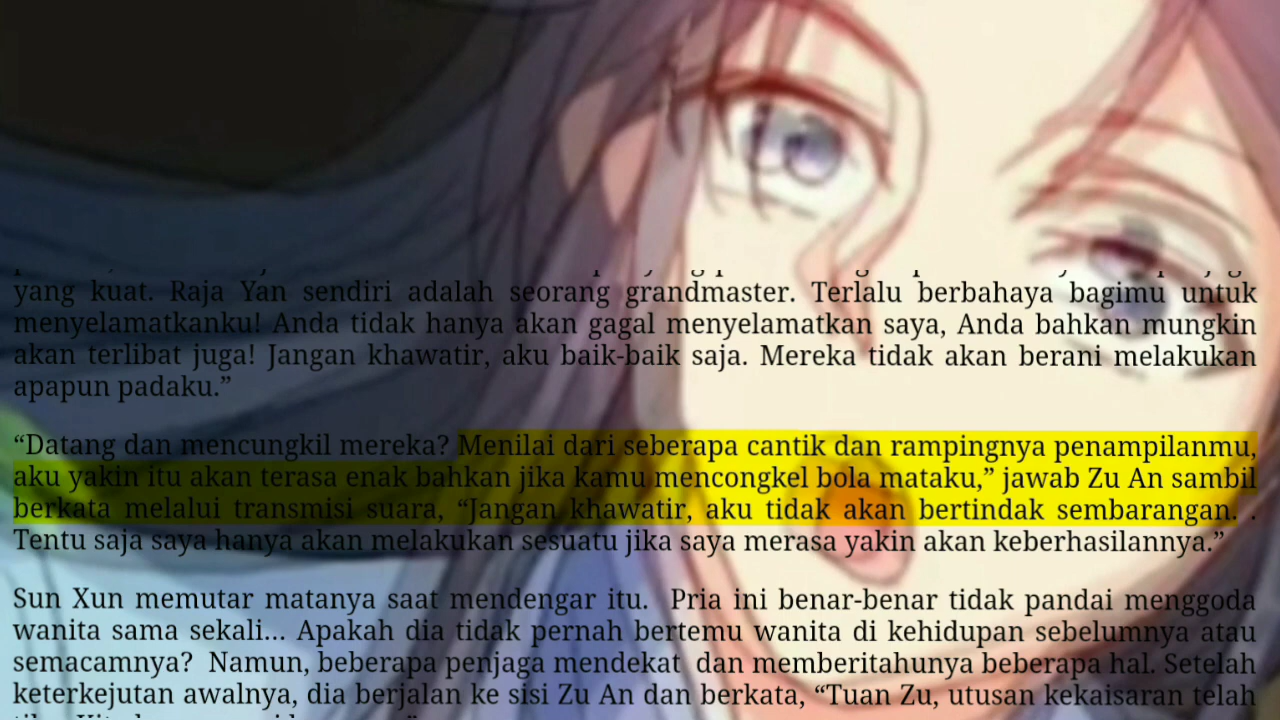 yang kuat. Raja Yan sendiri adalah seorang grandmaster. Terlalu berbahaya bagimu untuk
menyelamatkanku! Anda tidak hanya akan gagal menyelamatkan saya, Anda bahkan mungkin
akan terlibat juga! Jangan khawatir, aku baik-baik saja. Mereka tidak akan berani melakukan
apapun padaku.”
“Datang dan mencungkil mereka? Menilai dari seberapa cantik dan rampingnya penampilanmu,
aku yakin itu akan terasa enak bahkan jika kamu mencongkel bola mataku,” jawab Zu An sambil
berkata melalui transmisi suara, “Jangan khawatir, aku tidak akan bertindak sembarangan. .
Tentu saja saya hanya akan melakukan sesuatu jika saya merasa yakin akan keberhasilannya.”
Sun Xun memutar matanya saat mendengar itu. Pria ini benar-benar tidak pandai menggoda
wanita sama sekali… Apakah dia tidak pernah bertemu wanita di kehidupan sebelumnya atau
semacamnya? Namun, beberapa penjaga mendekat dan memberitahunya beberapa hal. Setelah
keterkejutan awalnya, dia berjalan ke sisi Zu An dan berkata, “Tuan Zu, utusan kekaisaran telah